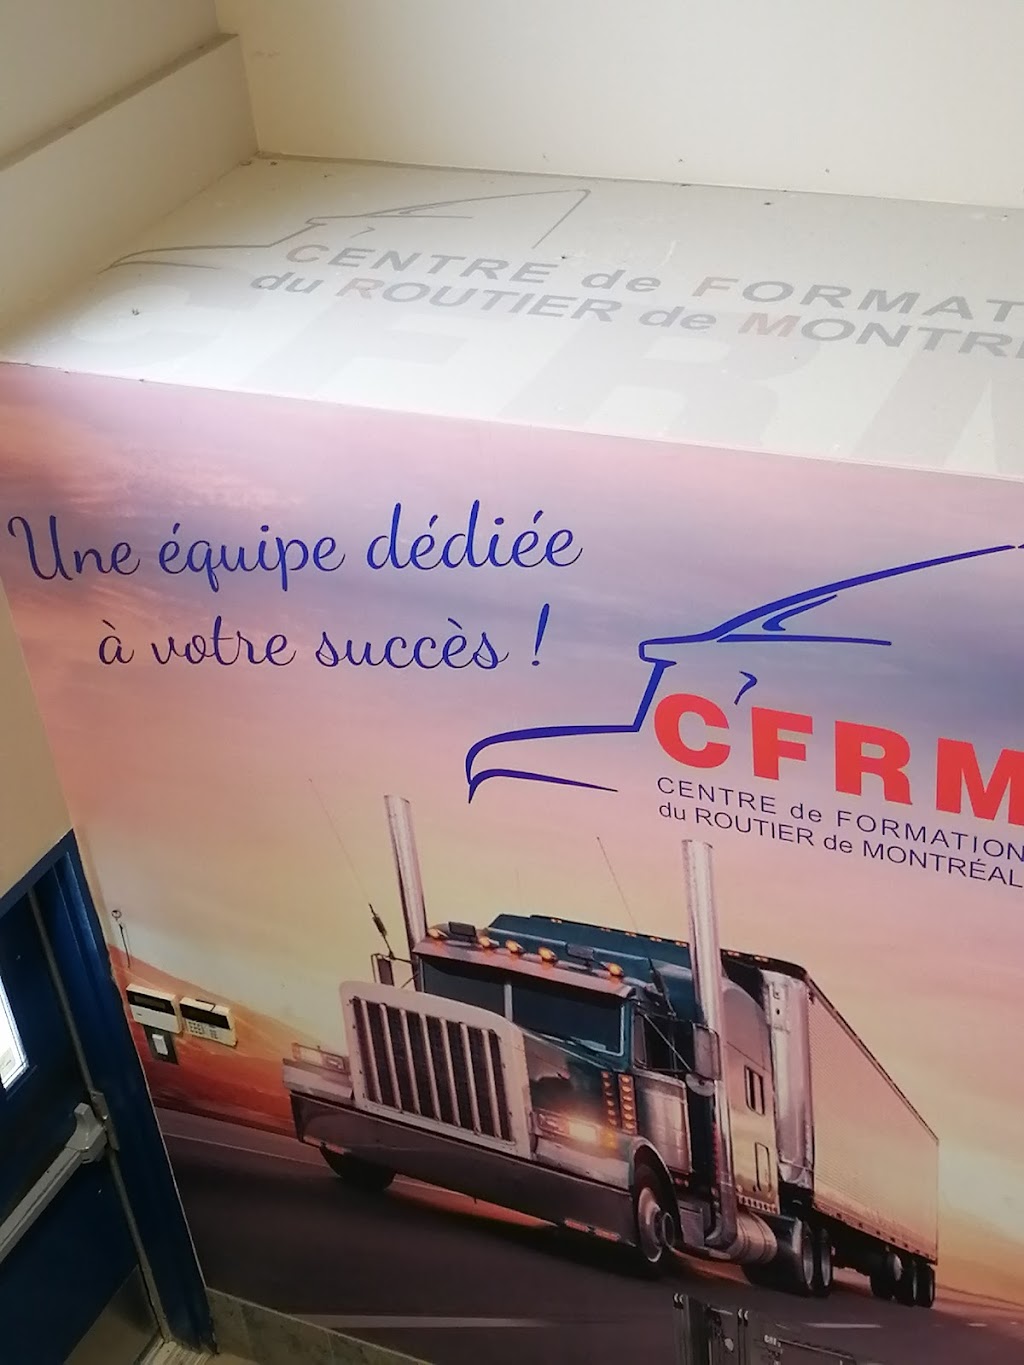 CENTRE de FORMAT
du ROUTIER de MONTRÉ
Une équipe dédiée
à votre succès !
CFRM
CENTRE de FORMATION
du ROUTIER de MONTRÉAL